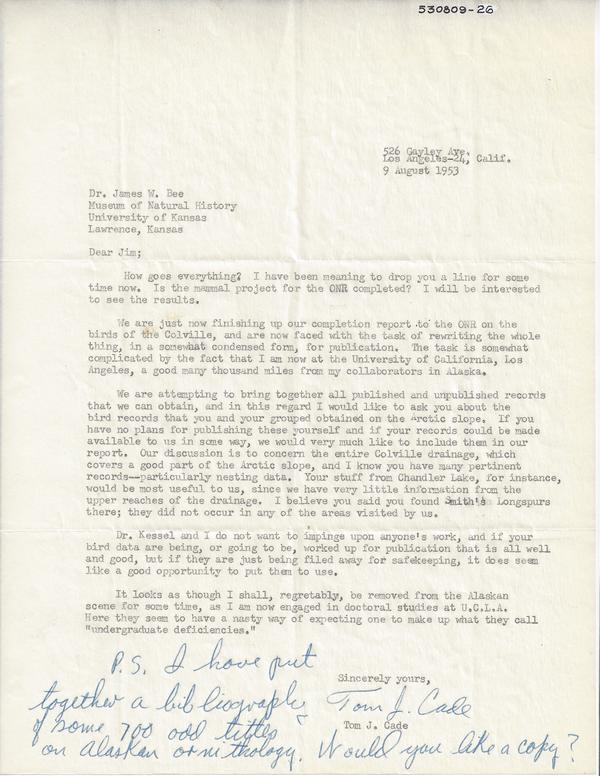 530809-26
526 Gayley Ave.
Los Angeles-24, Calif.
9 August 1953
Dr. James W. Bee
Museum of Natural History
University of Kansas
Lawrence, Kansas
Dear Jim;
How goes everything? I have been meaning to drop you a line for some
time now. Is the mammal project for the ONR completed? I will be interested
to see the results.
We are just now finishing up our completion report to the ONR on the
birds of the Colville, and are now faced with the task of rewriting the whole
thing, in a somewhat condensed form, for publication. The task is somewhat
complicated by the fact that I am now at the University of California, Los
Angeles, a good many thousand miles from my collaborators in Alaska.
We are attempting to bring together all published and unpublished records
that we can obtain, and in this regard I would like to ask you about the
bird records that you and your grouped obtained on the Arctic slope. If you
have no plans for publishing these yourself and if your records could be made
available to us in some way, we would very much like to include them in our
report. Our discussion is to concern the entire Colville drainage, which
covers a good part of the Arctic slope, and I know you have many pertinent
records--particularly nesting data. Your stuff from Chandler Lake, for instance,
would be most useful to us, since we have very little information from the
upper reaches of the drainage. I believe you said you found Smith's Longspurs
there; they did not occur in any of the areas visited by us.
Dr. Kessel and I do not want to impinge upon anyone's work, and if your
bird data are being, or going to be, worked up for publication that is all well
and good, but if they are just being filed away for safekeeping, it does seem
like a good opportunity to put them to use.
It looks as though I shall, regretably, be removed from the Alaskan
scene for some time, as I am now engaged in doctoral studies at U.C.L.A.
Here they seem to have a nasty way of expecting one to make up what they call
"undergraduate deficiencies."
Sincerely yours,
Tom J. Cade
Tom J. Cade
P.S. I have put
together a bibliography
of some 700 odd titles
on Alaskan ornithology. Would you like a copy?